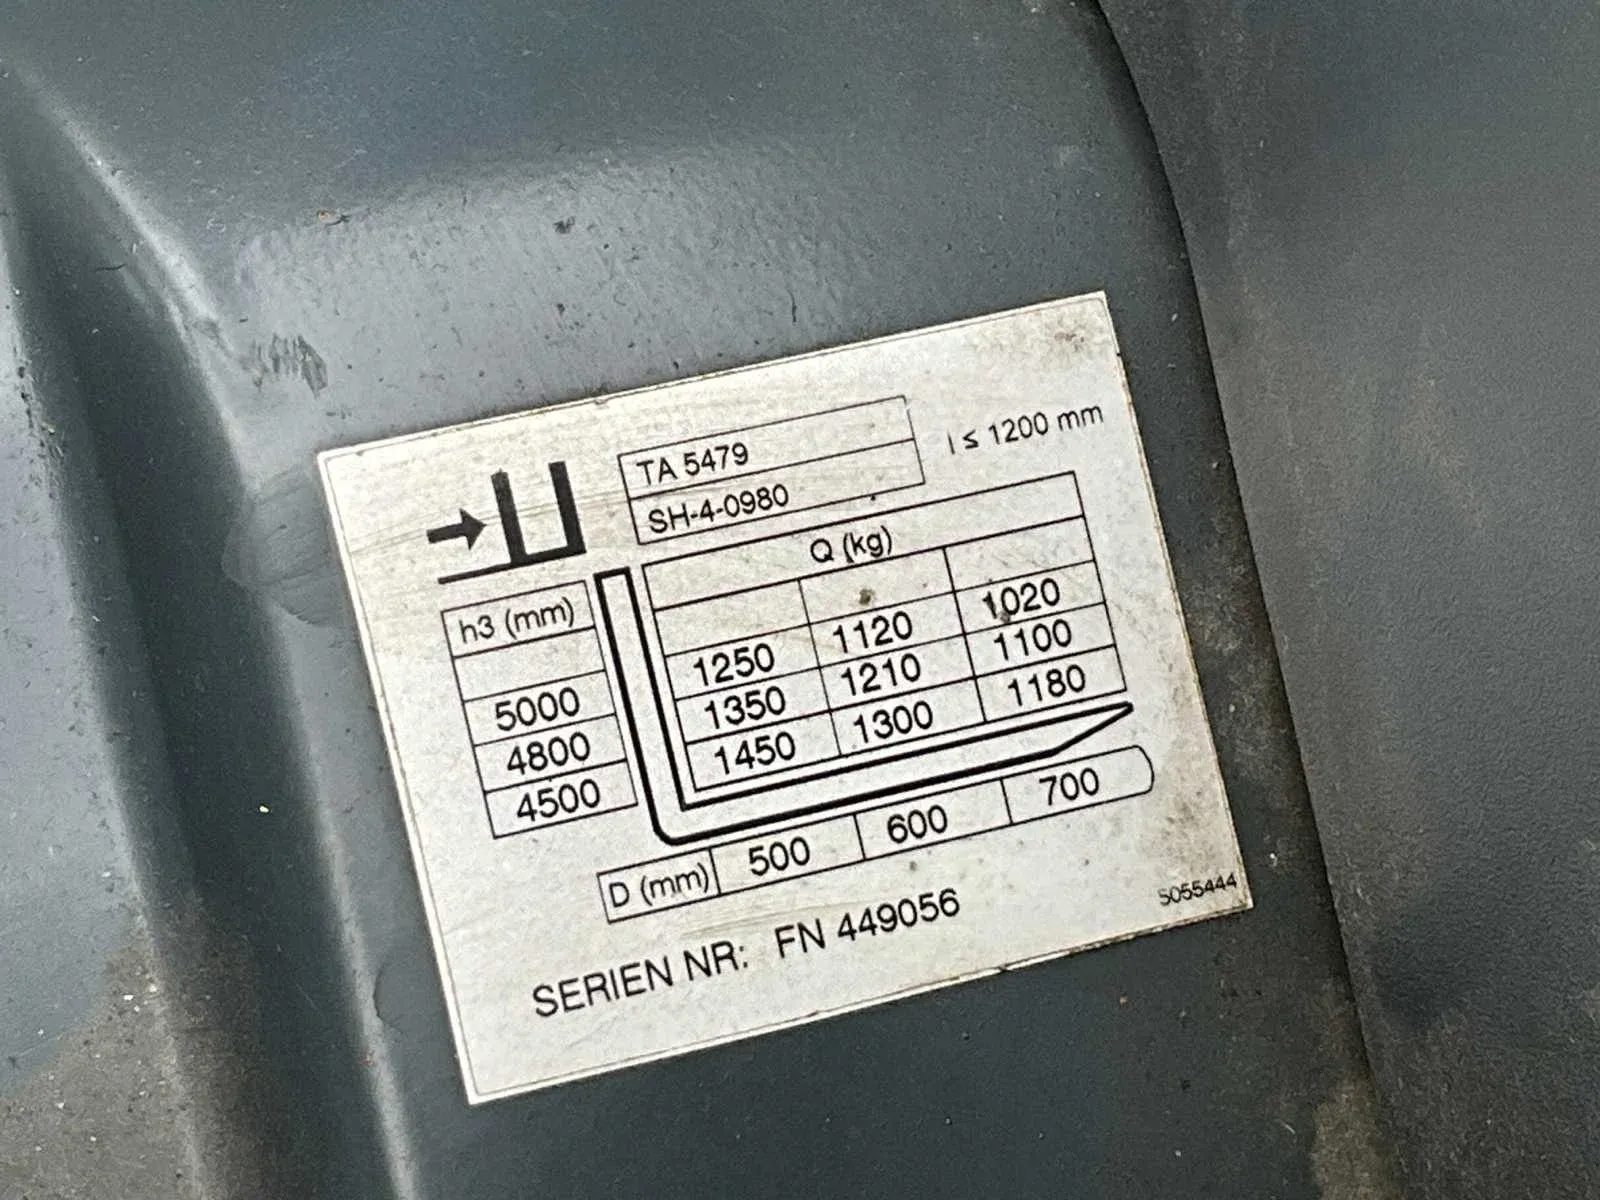 TA 5479
l ≤ 1200 mm
SH-4-0980
Q (kg)
h3 (mm)
5000 1250 1120 1020
4800 1350 1210 1100
4500 1450 1300 1180
D (mm) 500 600 700
SERIEN NR: FN 449056
S055444